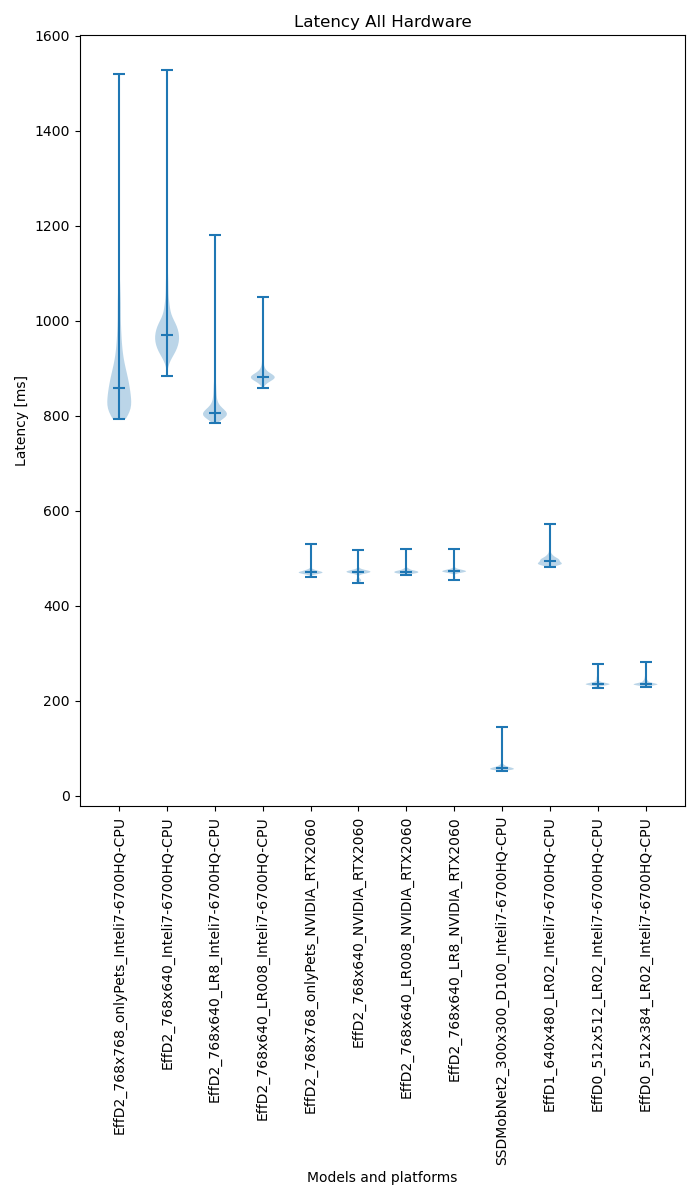 Latency All Hardware
1600
1400
1200
1000
800
600
400
200
0
Latency [ms]
EffD2_768x768_onlyPets_Inteli7-6700HQ-CPU
EffD2_768x640_Inteli7-6700HQ-CPU
EffD2_768x640_LR8_Inteli7-6700HQ-CPU
EffD2_768x640_LR008_Inteli7-6700HQ-CPU
EffD2_768x768_onlyPets_NVIDIA_RTX2060
EffD2_768x640_NVIDIA_RTX2060
EffD2_768x640_LR008_NVIDIA_RTX2060
EffD2_768x640_LR8_NVIDIA_RTX2060
SSDMobNet2_300x300_D100_Inteli7-6700HQ-CPU
EffD1_640x480_LR02_Inteli7-6700HQ-CPU
EffD0_512x512_LR02_Inteli7-6700HQ-CPU
EffD0_512x384_LR02_Inteli7-6700HQ-CPU
Models and platforms